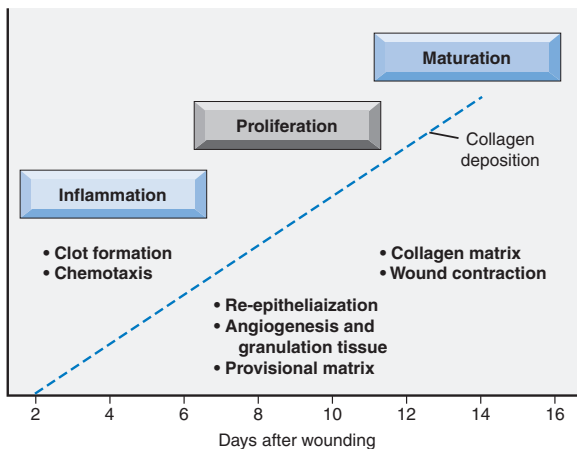 Maturation
Proliferation
Collagen
deposition
Inflammation
• Clot formation
• Chemotaxis
• Collagen matrix
• Wound contraction
• Re-epitheliaization
• Angiogenesis and
granulation tissue
• Provisional matrix
2 4 6 8 10 12 14 16
Days after wounding